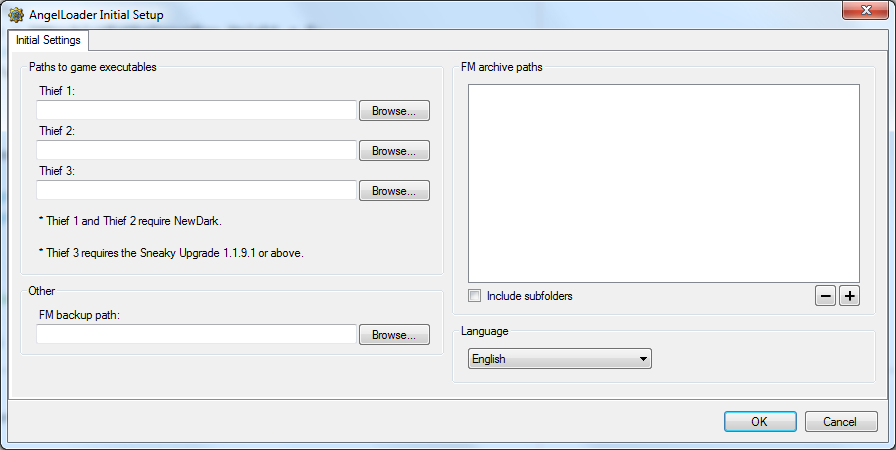 AngelLoader Initial Setup
Initial Settings
Paths to game executables
Thief 1:
Browse...
Thief 2:
Browse...
Thief 3:
Browse...
* Thief 1 and Thief 2 require NewDark.
* Thief 3 requires the Sneaky Upgrade 1.1.9.1 or above.
Other
FM backup path:
Browse...
FM archive paths
Include subfolders
Language
English
OK
Cancel